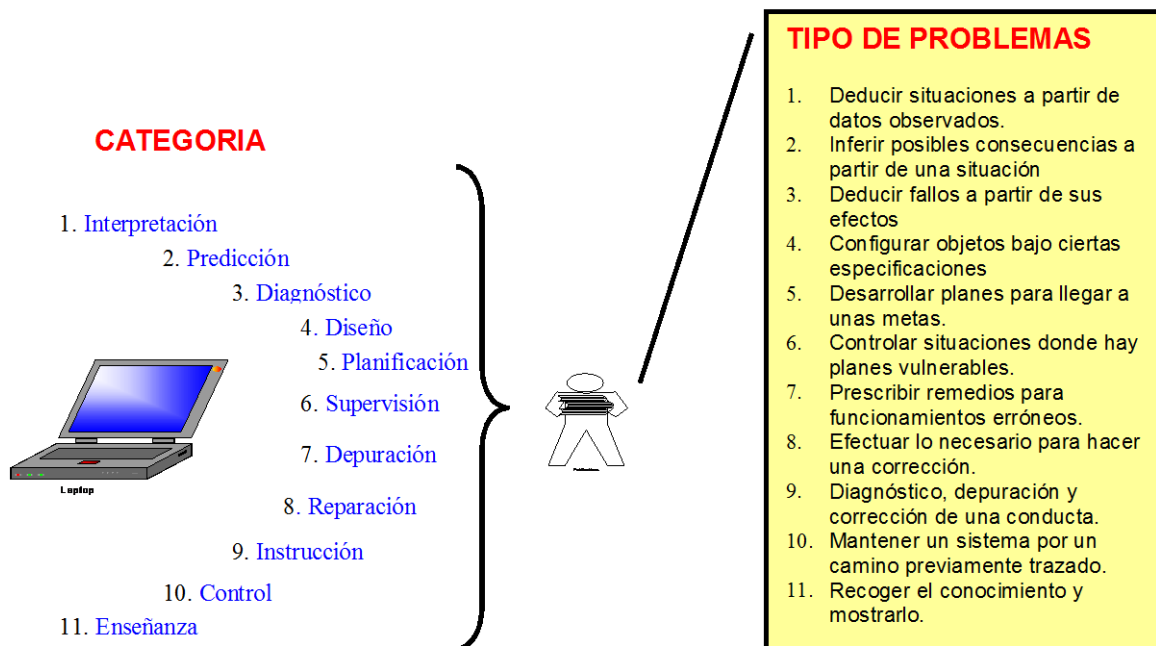 CATEGORIA
1. Interpretación
2. Predicción
3. Diagnóstico
4. Diseño
5. Planificación
6. Supervisión
7. Depuración
8. Reparación
9. Instrucción
10. Control
11. Enseñanza
Laptop
TIPO DE PROBLEMAS
1. Deducir situaciones a partir de
datos observados.
2. Inferir posibles consecuencias a
partir de una situación
3. Deducir fallos a partir de sus
efectos
4. Configurar objetos bajo ciertas
especificaciones
5. Desarrollar planes para llegar a
unas metas.
6. Controlar situaciones donde hay
planes vulnerables.
7. Prescribir remedios para
funcionamientos erróneos.
8. Efectuar lo necesario para hacer
una corrección.
9. Diagnóstico, depuración y
corrección de una conducta.
10. Mantener un sistema por un
camino previamente trazado.
11. Recoger el conocimiento y
mostrarlo.